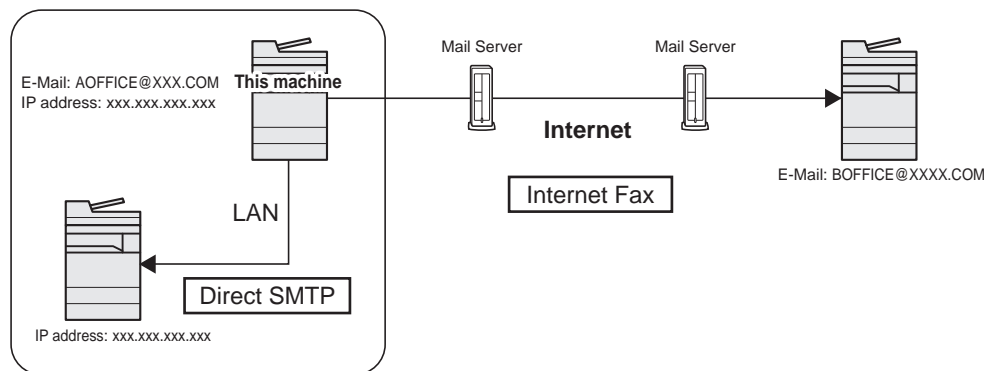 Mail Server
Mail Server
E-Mail: AOFFICE@XXX.COM
IP address: xxx.xxx.xxx.xxx
This machine
Internet
E-Mail: BOFFICE@XXXX.COM
Internet Fax
LAN
Direct SMTP
IP address: xxx.xxx.xxx.xxx